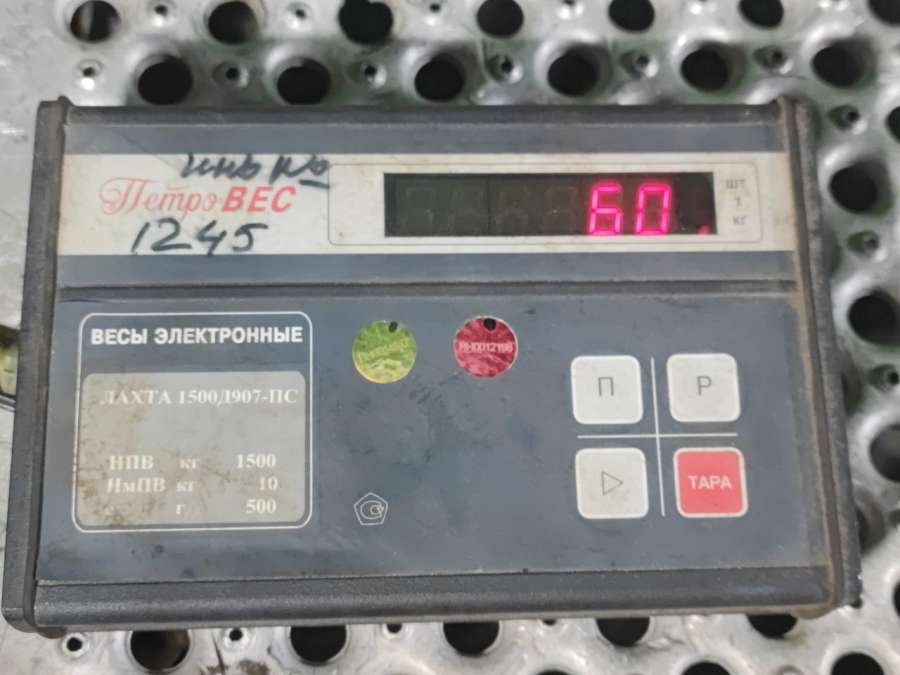 инв №
ПетроВЕС
1245
60.
шт
т
кг
ВЕСЫ ЭЛЕКТРОННЫЕ
ЛАХТА 1500Д907-ПС
НПВ кг 1500
НмПВ кг 10
г 500
П
Р
ТАРА